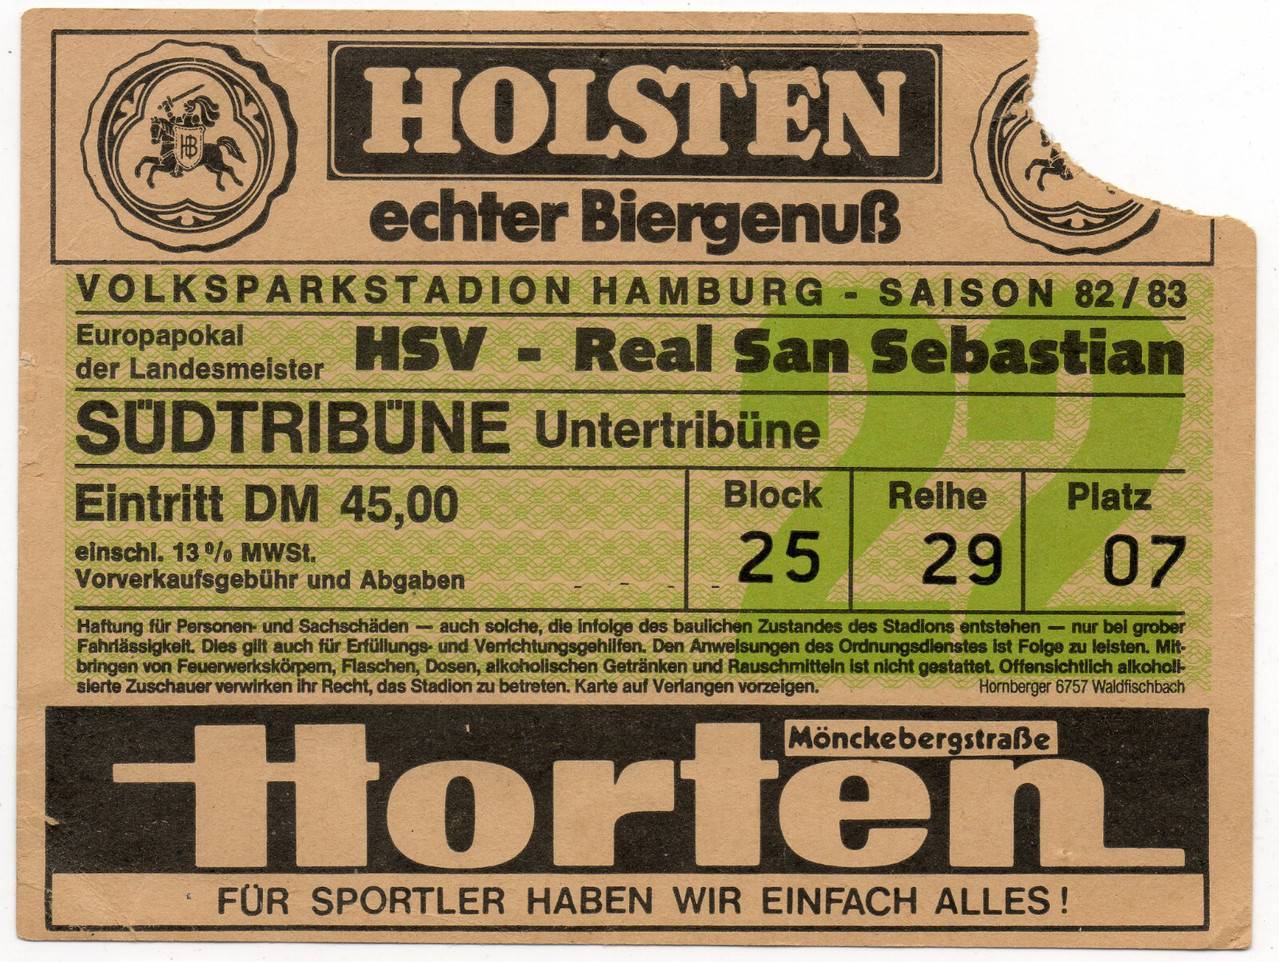 HB
HOLSTEN
echter Biergenuß
VOLKSPARKSTADION HAMBURG - SAISON 82/83
Europapokal
der Landesmeister
HSV - Real San Sebastian
22
SÜDTRIBÜNE Untertribüne
Eintritt DM 45,00
einschl. 13% MWSt.
Vorverkaufsgebühr und Abgaben
Block
25
Reihe
29
Platz
07
Haftung für Personen- und Sachschäden — auch solche, die infolge des baulichen Zustandes des Stadions entstehen — nur bei grober
Fahrlässigkeit. Dies gilt auch für Erfüllungs- und Verrichtungsgehilfen. Den Anweisungen des Ordnungsdienstes ist Folge zu leisten. Mit-
bringen von Feuerwerkskörpern, Flaschen, Dosen, alkoholischen Getränken und Rauschmitteln ist nicht gestattet. Offensichtlich alkoholi-
sierte Zuschauer verwirken ihr Recht, das Stadion zu betreten. Karte auf Verlangen vorzeigen.
Hornberger 6757 Waldfischbach
Mönckebergstraße
Horten
FÜR SPORTLER HABEN WIR EINFACH ALLES!